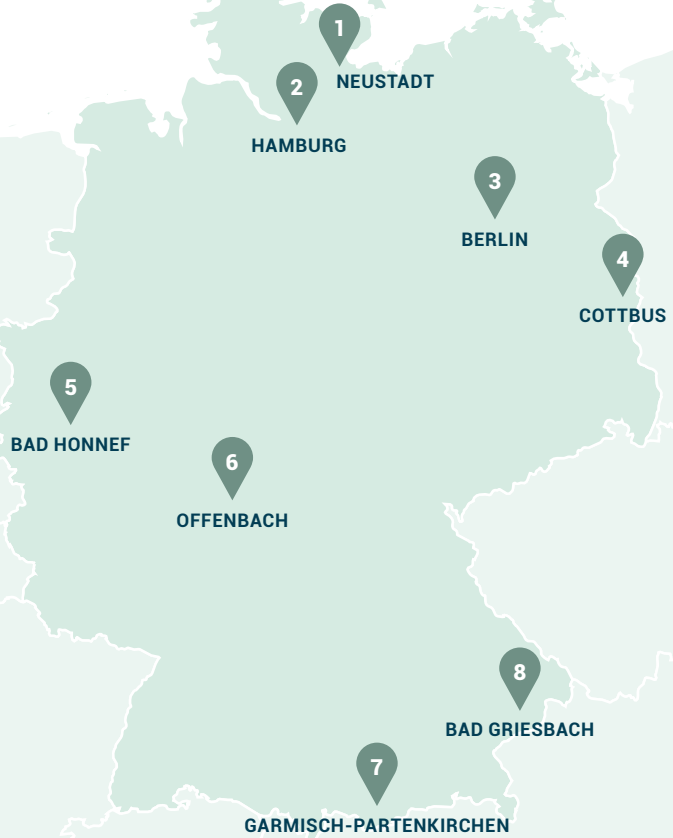 1
NEUSTADT
2
HAMBURG
3
BERLIN
4
COTTBUS
5
BAD HONNEF
6
OFFENBACH
8
BAD GRIESBACH
7
GARMISCH-PARTENKIRCHEN